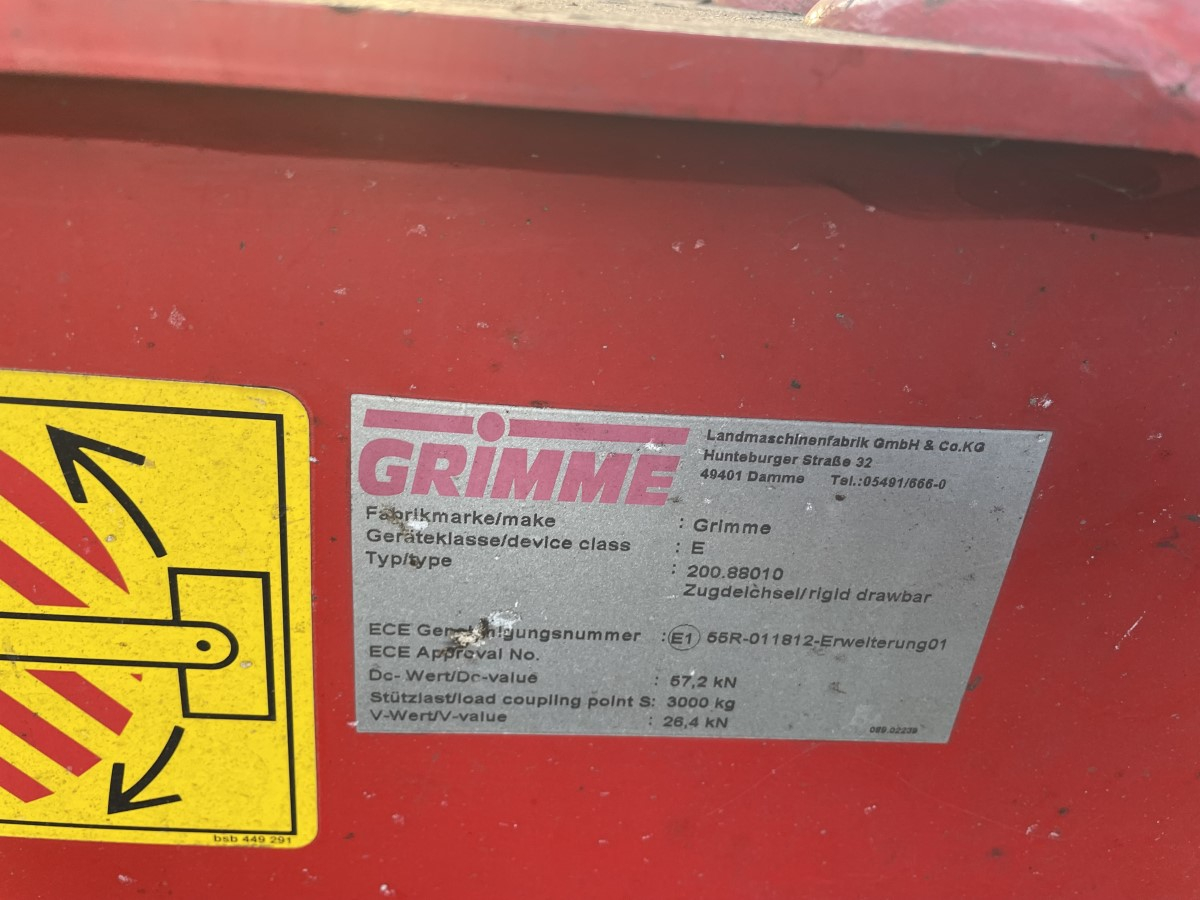 GRIMME
Landmaschinenfabrik GmbH & Co.KG
Hunteburger Straße 32
49401 Damme Tel.:05491/666-0
Fabrikmarke/make : Grimme
Geräteklasse/device class : E
Typ/type : 200.88010
Zugdeichsel/rigid drawbar
ECE Genehmigungsnummer : E1 55R-011812-Erweiterung01
ECE Approval No.
Dc- Wert/Dc-value : 57,2 kN
Stützlast/load coupling point S: 3000 kg
V-Wert/V-value : 26,4 kN
089.02239
bsb 449 291